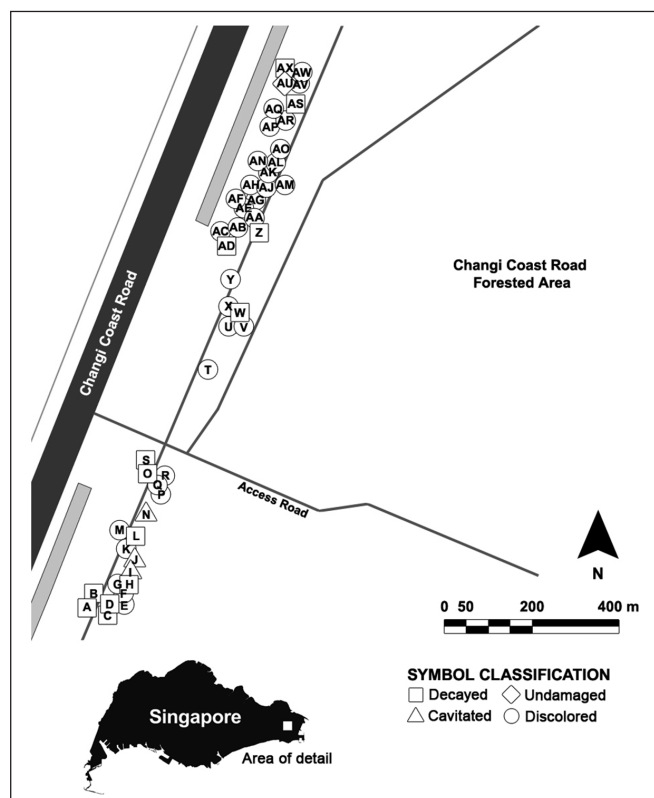 AX
AW
AU
AV
AS
AQ
AR
AP
AO
AN
AL
AK
AH
AJ
AM
AF
AG
AE
AA
AC
AB
Z
AD
Y
X
W
U
V
T
Changi Coast Road
Forested Area
Changi Coast Road
S
O
R
Q
P
Access Road
N
M
L
K
J
I
G
H
B
F
A
D
E
C
N
0 50 200 400 m
SYMBOL CLASSIFICATION
Decayed Undamaged
Cavitated Discolored
Singapore
Area of detail